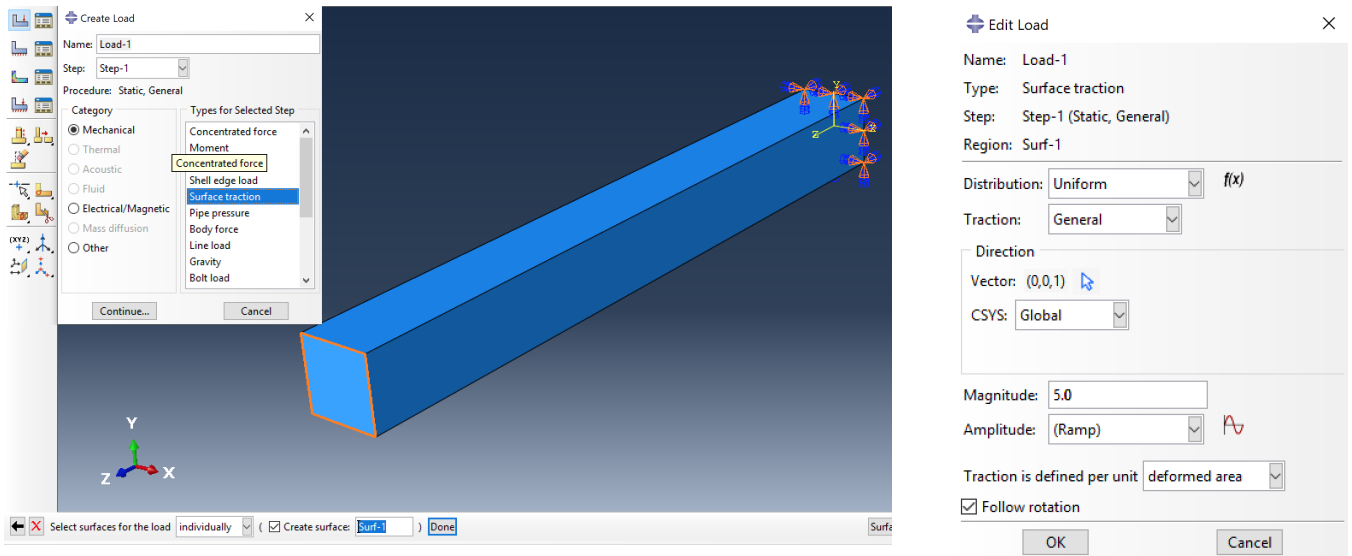 Create Load
Name: Load-1
Step: Step-1
Procedure: Static, General
Category
Mechanical
Thermal
Acoustic
Fluid
Electrical/Magnetic
Mass diffusion
Other
Types for Selected Step
Concentrated force
Moment
Concentrated force
Shell edge load
Surface traction
Pipe pressure
Body force
Line load
Gravity
Bolt load
Continue...
Cancel
(XYZ)
Y
Z
X
Y
Z
X
Select surfaces for the load individually ( Create surface: Surf-1 ) Done
Surfa
Edit Load
Name: Load-1
Type: Surface traction
Step: Step-1 (Static, General)
Region: Surf-1
Distribution: Uniform f(x)
Traction: General
Direction
Vector: (0,0,1)
CSYS: Global
Magnitude: 5.0
Amplitude: (Ramp)
Traction is defined per unit deformed area
Follow rotation
OK
Cancel